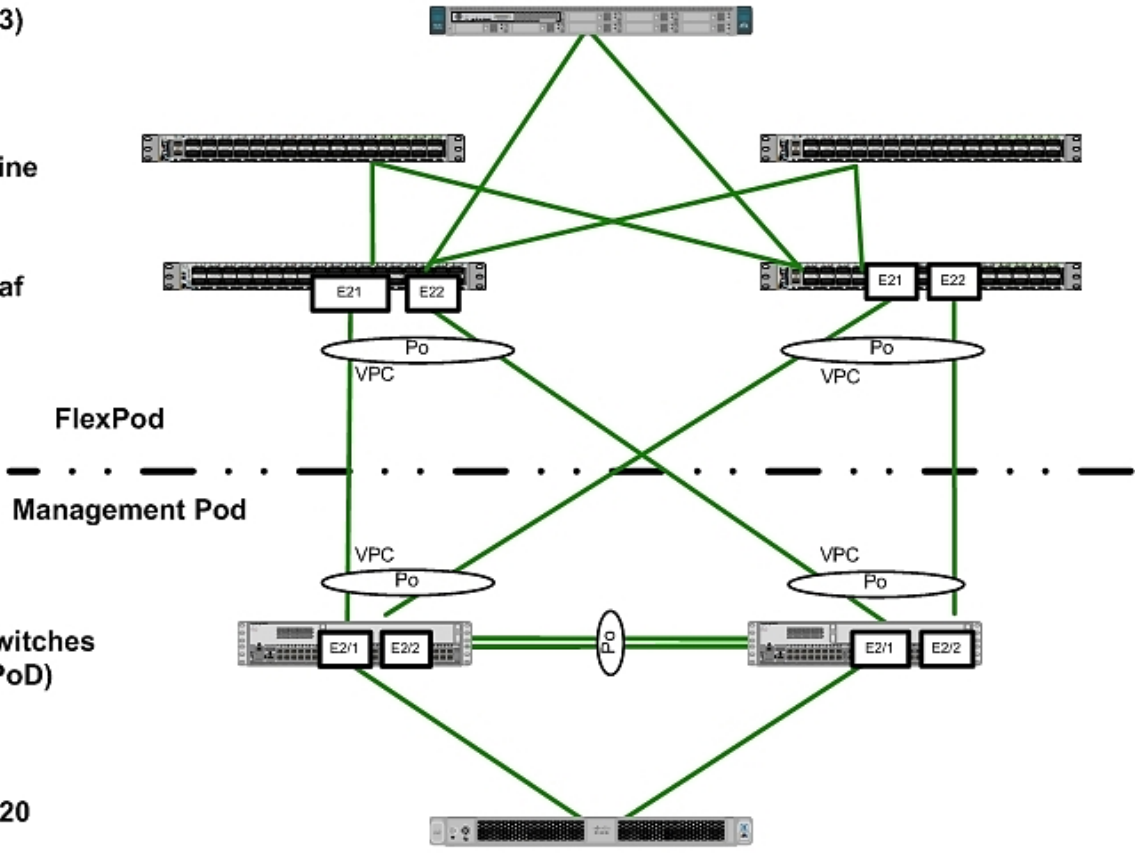 3)
ine
af
E21
E22
E21
E22
Po
Po
VPC
VPC
FlexPod
Management Pod
VPC
VPC
Po
Po
witches
PoD)
E2/1
E2/2
Po
E2/1
E2/2
20